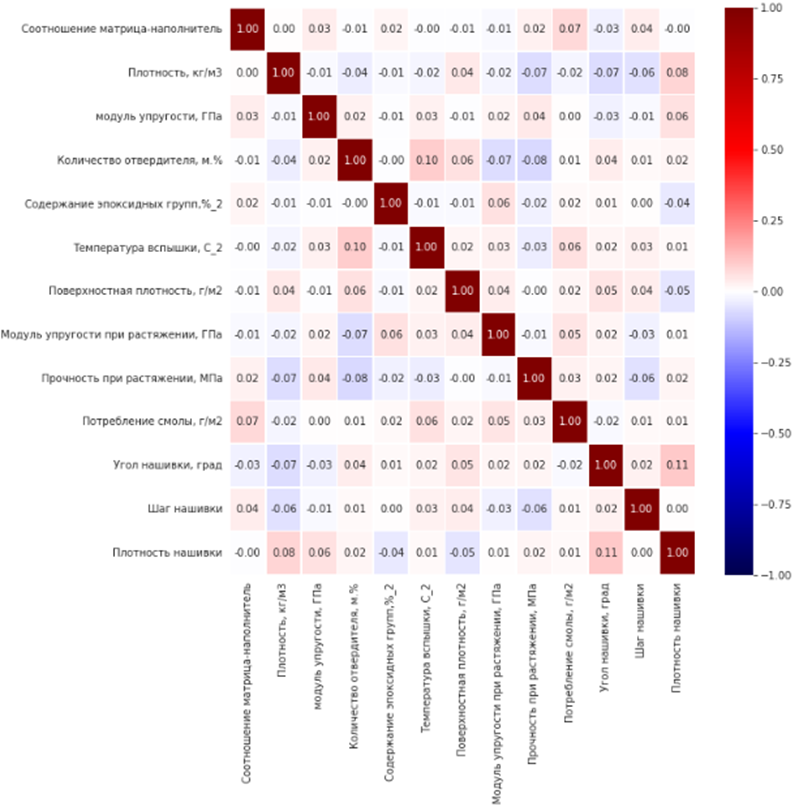 Соотношение матрица-наполнитель 1.00 0.00 0.03 -0.01 0.02 -0.00 -0.01 -0.01 0.02 0.07 -0.03 0.04 -0.00
Плотность, кг/м3 0.00 1.00 -0.01 -0.04 -0.01 -0.02 0.04 -0.02 -0.07 -0.02 -0.07 -0.06 0.08
модуль упругости, ГПа 0.03 -0.01 1.00 0.02 -0.01 0.03 -0.01 0.02 0.04 0.00 -0.03 -0.01 0.06
Количество отвердителя, м.% -0.01 -0.04 0.02 1.00 -0.00 0.10 0.06 -0.07 -0.08 0.01 0.04 0.01 0.02
Содержание эпоксидных групп,%_2 0.02 -0.01 -0.01 -0.00 1.00 -0.01 -0.01 0.06 -0.02 0.02 0.01 0.00 -0.04
Температура вспышки, С_2 -0.00 -0.02 0.03 0.10 -0.01 1.00 0.02 0.03 -0.03 0.06 0.02 0.03 0.01
Поверхностная плотность, г/м2 -0.01 0.04 -0.01 0.06 -0.01 0.02 1.00 0.04 -0.00 0.02 0.05 0.04 -0.05
Модуль упругости при растяжении, ГПа -0.01 -0.02 0.02 -0.07 0.06 0.03 0.04 1.00 -0.01 0.05 0.02 -0.03 0.01
Прочность при растяжении, МПа 0.02 -0.07 0.04 -0.08 -0.02 -0.03 -0.00 -0.01 1.00 0.03 0.02 -0.06 0.02
Потребление смолы, г/м2 0.07 -0.02 0.00 0.01 0.02 0.06 0.02 0.05 0.03 1.00 -0.02 0.01 0.01
Угол нашивки, град -0.03 -0.07 -0.03 0.04 0.01 0.02 0.05 0.02 0.02 -0.02 1.00 0.02 0.11
Шаг нашивки 0.04 -0.06 -0.01 0.01 0.00 0.03 0.04 -0.03 -0.06 0.01 0.02 1.00 0.00
Плотность нашивки -0.00 0.08 0.06 0.02 -0.04 0.01 -0.05 0.01 0.02 0.01 0.11 0.00 1.00
Соотношение матрица-наполнитель
Плотность, кг/м3
модуль упругости, ГПа
Количество отвердителя, м.%
Содержание эпоксидных групп,%_2
Температура вспышки, С_2
Поверхностная плотность, г/м2
Модуль упругости при растяжении, ГПа
Прочность при растяжении, МПа
Потребление смолы, г/м2
Угол нашивки, град
Шаг нашивки
Плотность нашивки
1.00
0.75
0.50
0.25
0.00
−0.25
−0.50
−0.75
−1.00